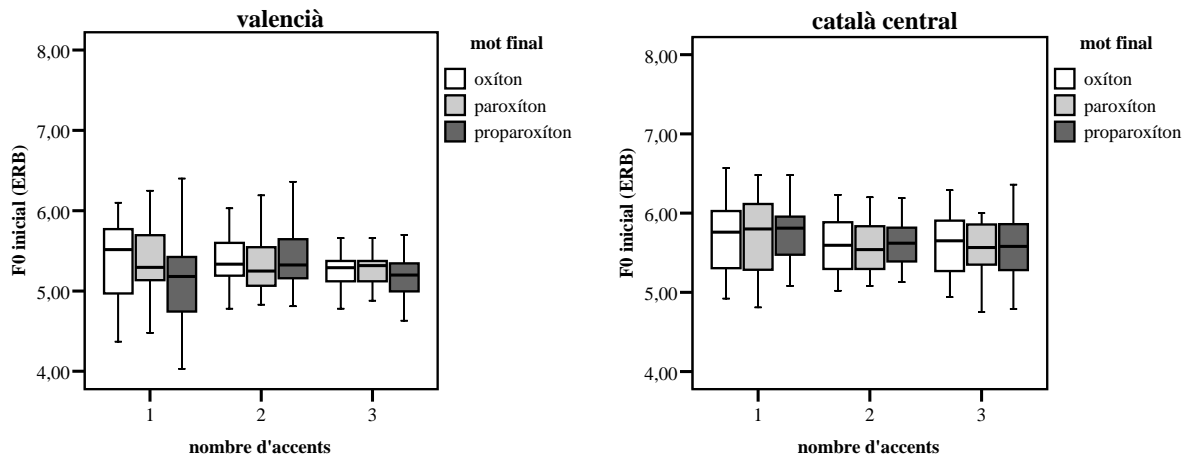 valencià
mot final
oxíton
paroxíton
proparoxíton
F0 inicial (ERB)
8,00
7,00
6,00
5,00
4,00
1 2 3
nombre d'accents
català central
mot final
oxíton
paroxíton
proparoxíton
F0 inicial (ERB)
8,00
7,00
6,00
5,00
4,00
1 2 3
nombre d'accents